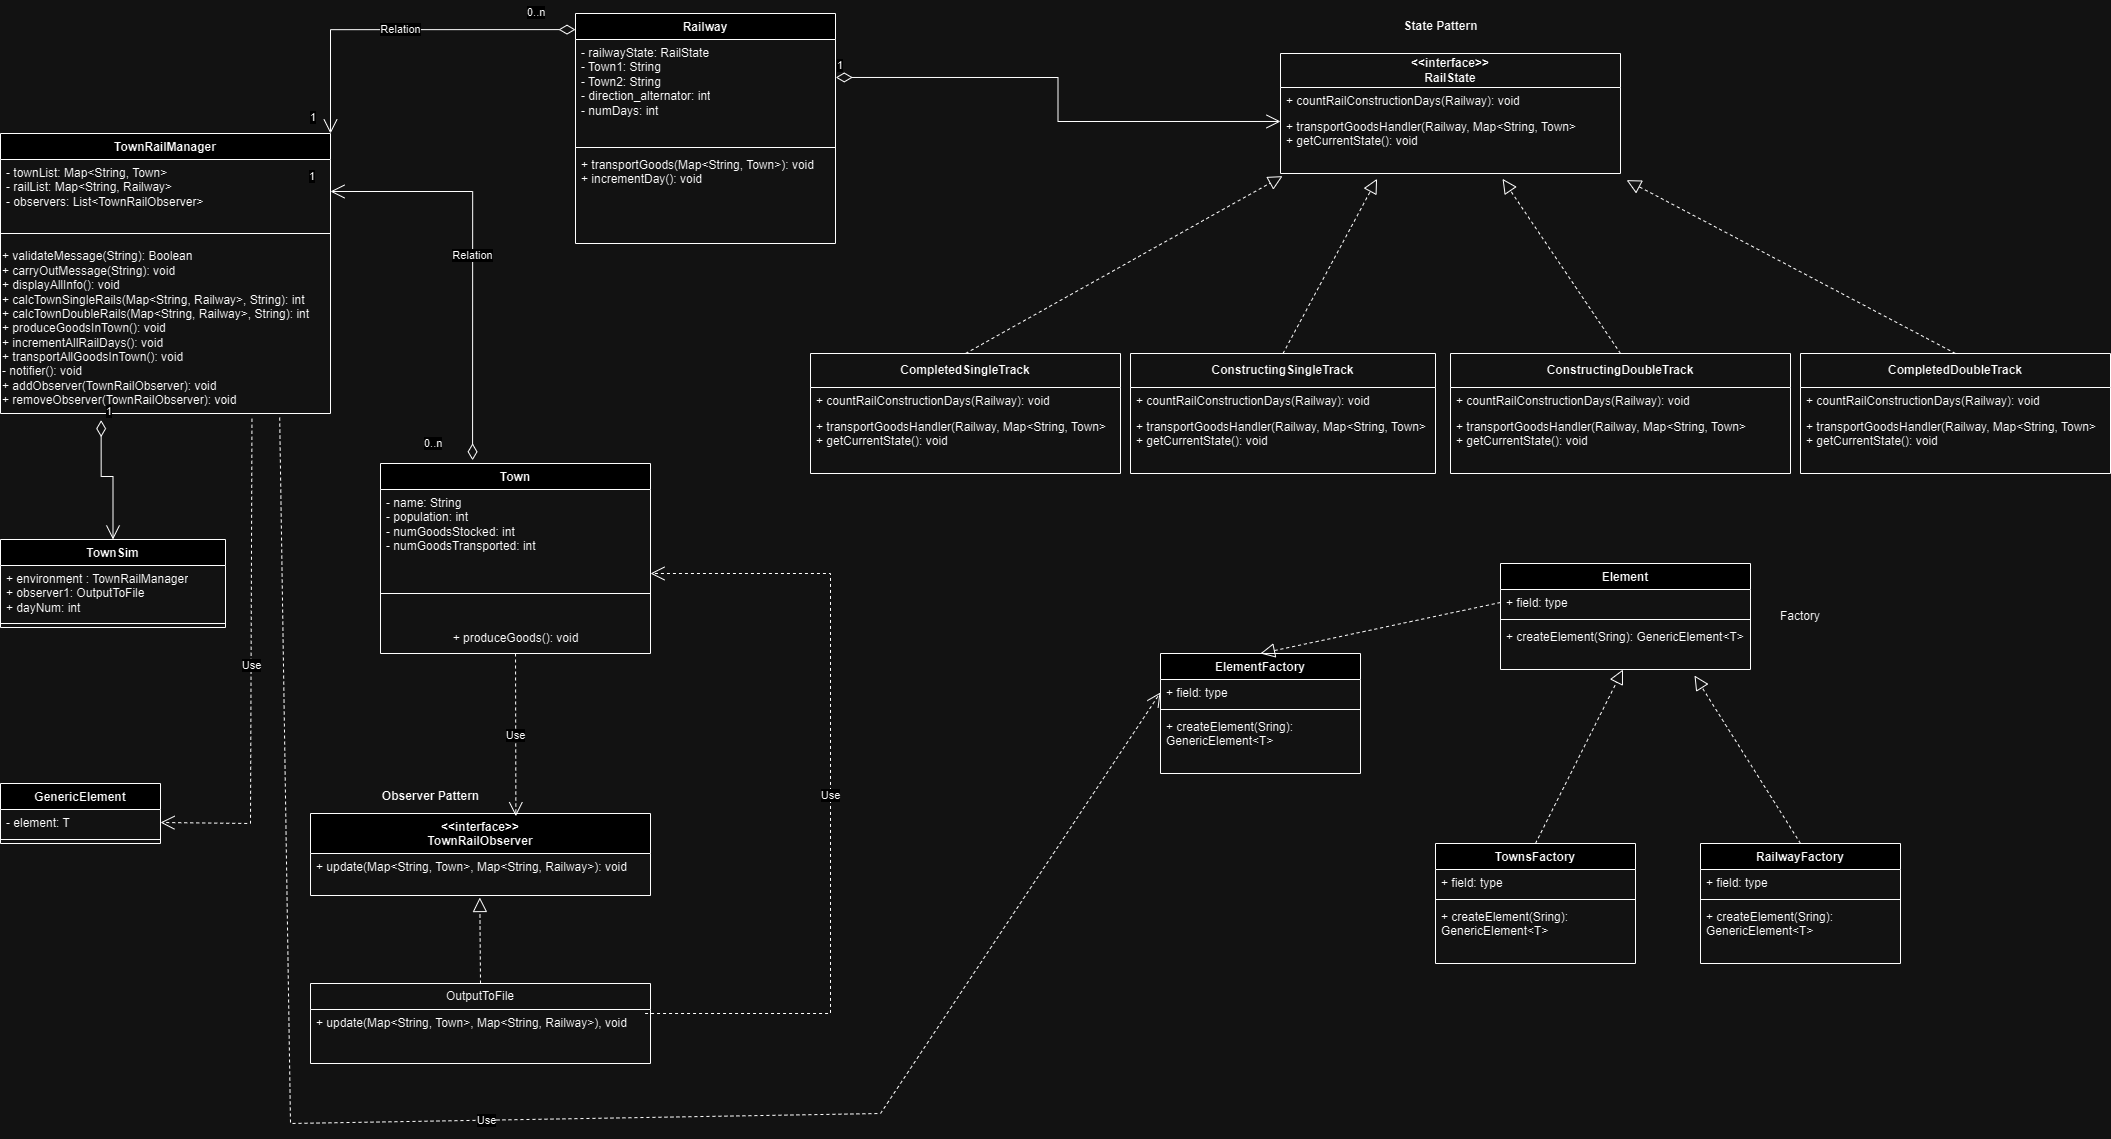 0..n
Relation
Railway
- railwayState: RailState
- Town1: String
- Town2: String
- direction_alternator: int
- numDays: int
+ transportGoods(Map<String, Town>): void
+ incrementDay(): void
1
State Pattern
<<interface>>
RailState
+ countRailConstructionDays(Railway): void
+ transportGoodsHandler(Railway, Map<String, Town>
+ getCurrentState(): void
1
TownRailManager
- townList: Map<String, Town>
- railList: Map<String, Railway>
- observers: List<TownRailObserver>
1
+ validateMessage(String): Boolean
+ carryOutMessage(String): void
+ displayAllInfo(): void
+ calcTownSingleRails(Map<String, Railway>, String): int
+ calcTownDoubleRails(Map<String, Railway>, String): int
+ produceGoodsInTown(): void
+ incrementAllRailDays(): void
+ transportAllGoodsInTown(): void
- notifier(): void
+ addObserver(TownRailObserver): void
+ removeObserver(TownRailObserver): void
1
Relation
0..n
CompletedSingleTrack
+ countRailConstructionDays(Railway): void
+ transportGoodsHandler(Railway, Map<String, Town>
+ getCurrentState(): void
ConstructingSingleTrack
+ countRailConstructionDays(Railway): void
+ transportGoodsHandler(Railway, Map<String, Town>
+ getCurrentState(): void
ConstructingDoubleTrack
+ countRailConstructionDays(Railway): void
+ transportGoodsHandler(Railway, Map<String, Town>
+ getCurrentState(): void
CompletedDoubleTrack
+ countRailConstructionDays(Railway): void
+ transportGoodsHandler(Railway, Map<String, Town>
+ getCurrentState(): void
Town
- name: String
- population: int
- numGoodsStocked: int
- numGoodsTransported: int
+ produceGoods(): void
TownSim
+ environment : TownRailManager
+ observer1: OutputToFile
+ dayNum: int
Use
Use
Use
Element
+ field: type
+ createElement(Sring): GenericElement<T>
Factory
ElementFactory
+ field: type
+ createElement(Sring):
GenericElement<T>
GenericElement
- element: T
Observer Pattern
<<interface>>
TownRailObserver
+ update(Map<String, Town>, Map<String, Railway>): void
TownsFactory
+ field: type
+ createElement(Sring):
GenericElement<T>
RailwayFactory
+ field: type
+ createElement(Sring):
GenericElement<T>
OutputToFile
+ update(Map<String, Town>, Map<String, Railway>), void
Use